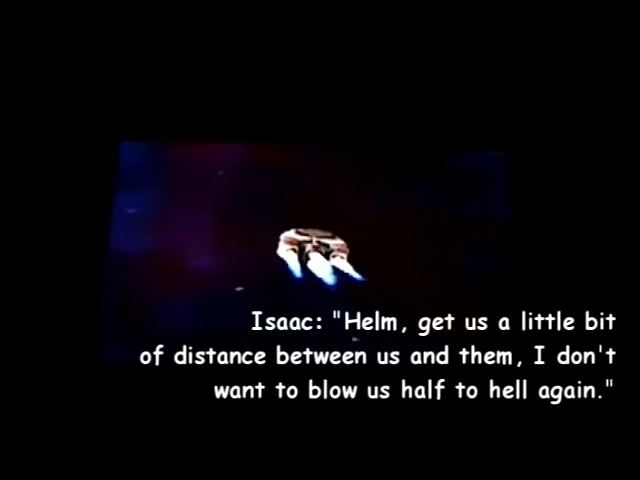 Isaac: "Helm, get us a little bit
of distance between us and them, I don't
want to blow us half to hell again."